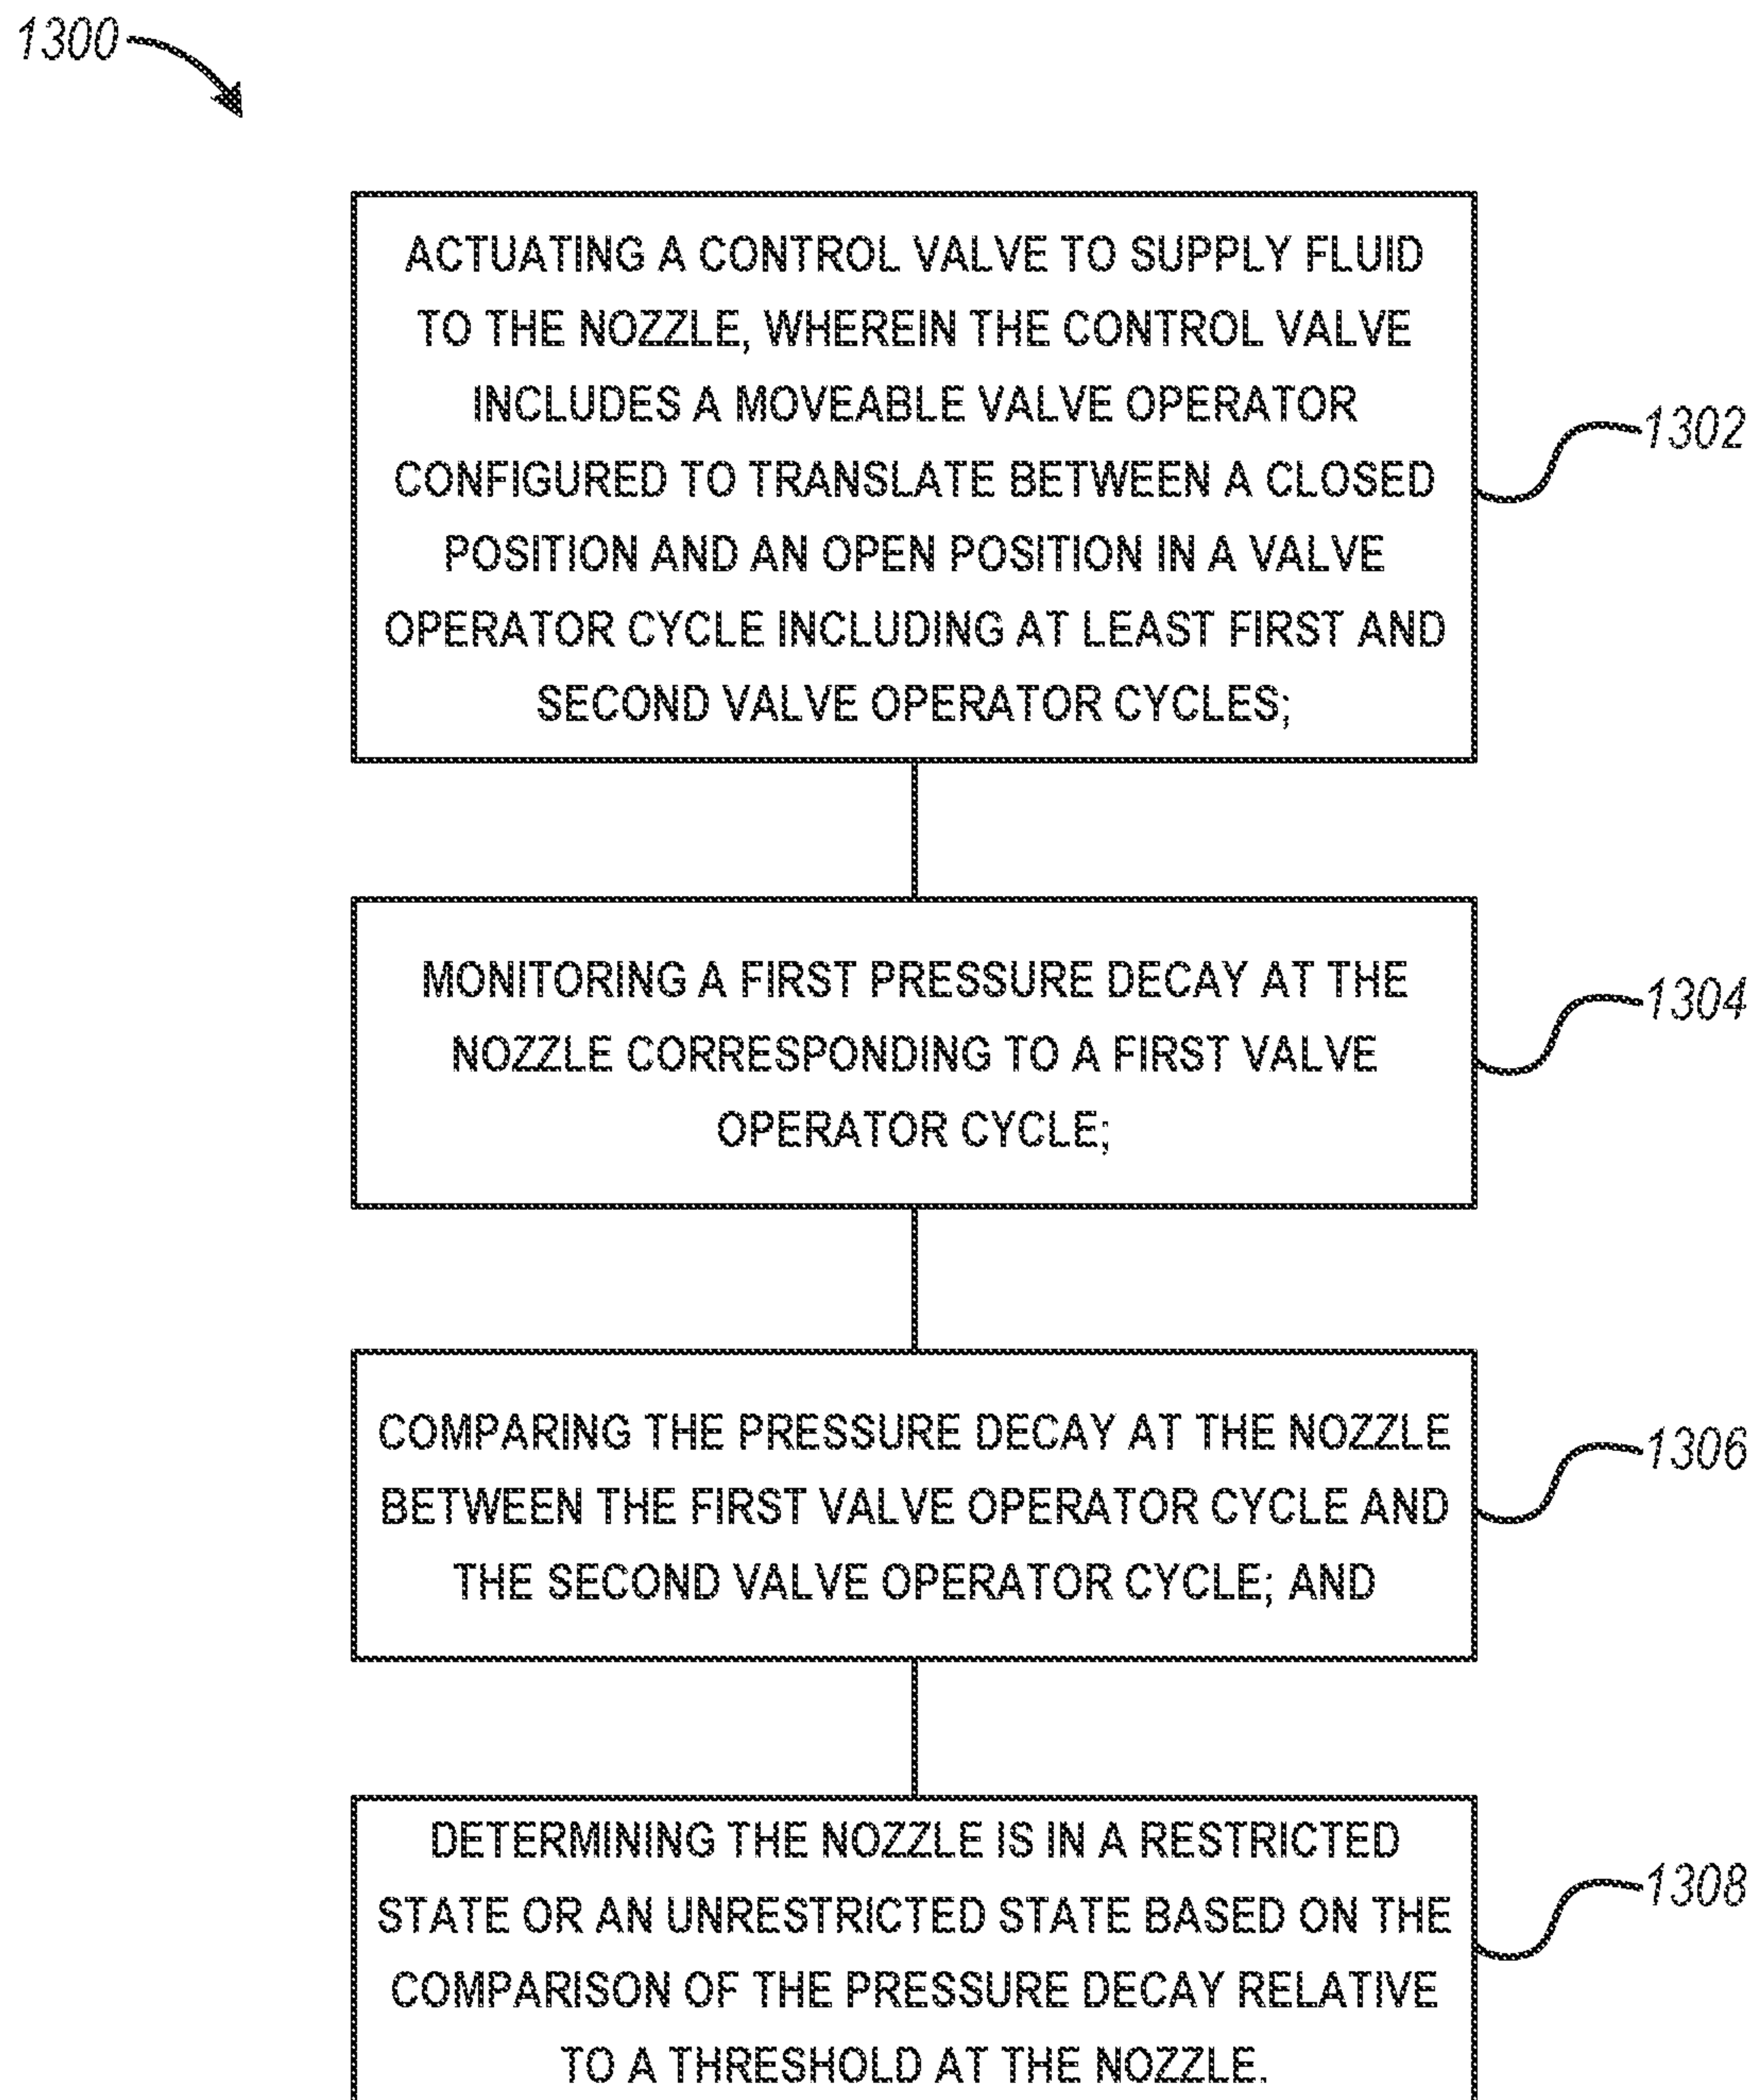 1300
ACTUATING A CONTROL VALVE TO SUPPLY FLUID
TO THE NOZZLE, WHEREIN THE CONTROL VALVE
INCLUDES A MOVEABLE VALVE OPERATOR
CONFIGURED TO TRANSLATE BETWEEN A CLOSED
POSITION AND AN OPEN POSITION IN A VALVE
OPERATOR CYCLE INCLUDING AT LEAST FIRST AND
SECOND VALVE OPERATOR CYCLES;
1302
MONITORING A FIRST PRESSURE DECAY AT THE
NOZZLE CORRESPONDING TO A FIRST VALVE
OPERATOR CYCLE;
1304
COMPARING THE PRESSURE DECAY AT THE NOZZLE
BETWEEN THE FIRST VALVE OPERATOR CYCLE AND
THE SECOND VALVE OPERATOR CYCLE; AND
1306
DETERMINING THE NOZZLE IS IN A RESTRICTED
STATE OR AN UNRESTRICTED STATE BASED ON THE
COMPARISON OF THE PRESSURE DECAY RELATIVE
TO A THRESHOLD AT THE NOZZLE.
1308